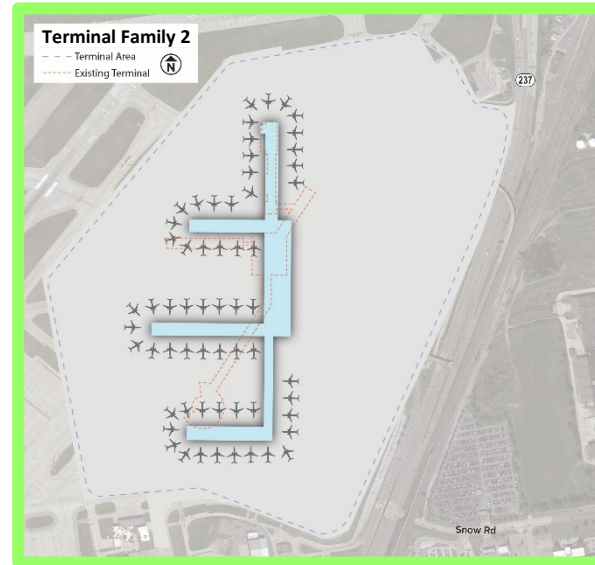 Terminal Family 2
Terminal Area
Existing Terminal
N
237
Snow Rd